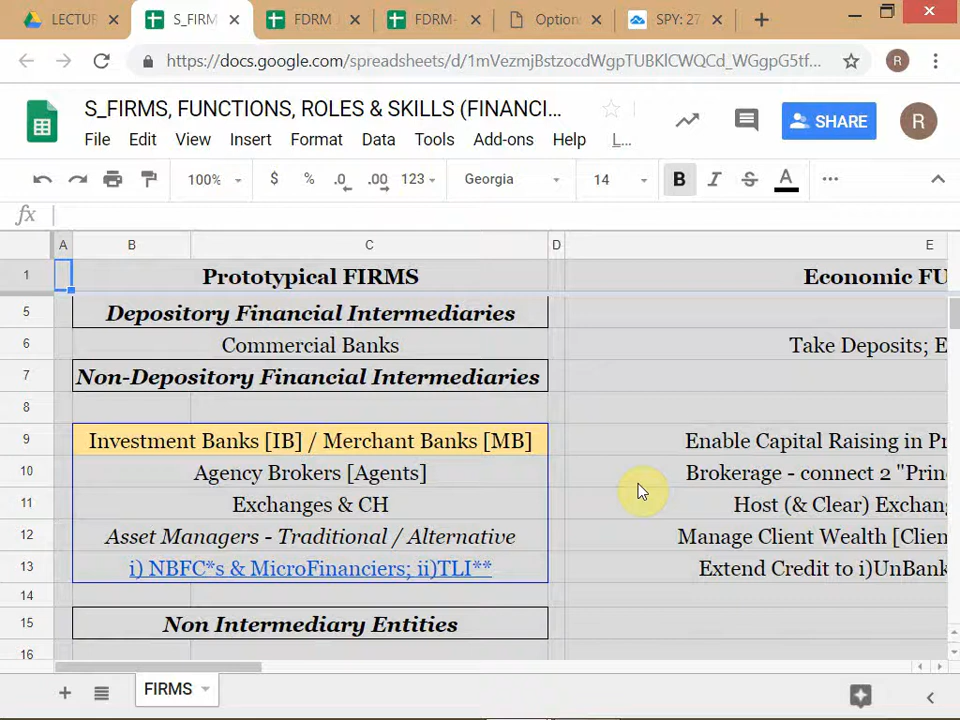 LECTUR
S_FIRM
FDRM
FDRM-
Option
SPY: 27
https://docs.google.com/spreadsheets/d/1mVezmjBstzocdWgpTUBKlCWQCd_WGgpG5tf...
R
S_FIRMS, FUNCTIONS, ROLES & SKILLS (FINANCI...
SHARE
R
File Edit View Insert Format Data Tools Add-ons Help L...
100% $ % .0 .00 123 Georgia 14 B I S A ...
fx
A B C D E
1 Prototypical FIRMS Economic FU
5 Depository Financial Intermediaries
6 Commercial Banks Take Deposits; E
7 Non-Depository Financial Intermediaries
8
9 Investment Banks [IB] / Merchant Banks [MB] Enable Capital Raising in Pr
10 Agency Brokers [Agents] Brokerage - connect 2 "Prin
11 Exchanges & CH Host (& Clear) Exchang
12 Asset Managers - Traditional / Alternative Manage Client Wealth [Clien
13 i) NBFC*s & MicroFinanciers; ii)TLI** Extend Credit to i)UnBank
14
15 Non Intermediary Entities
16
FIRMS